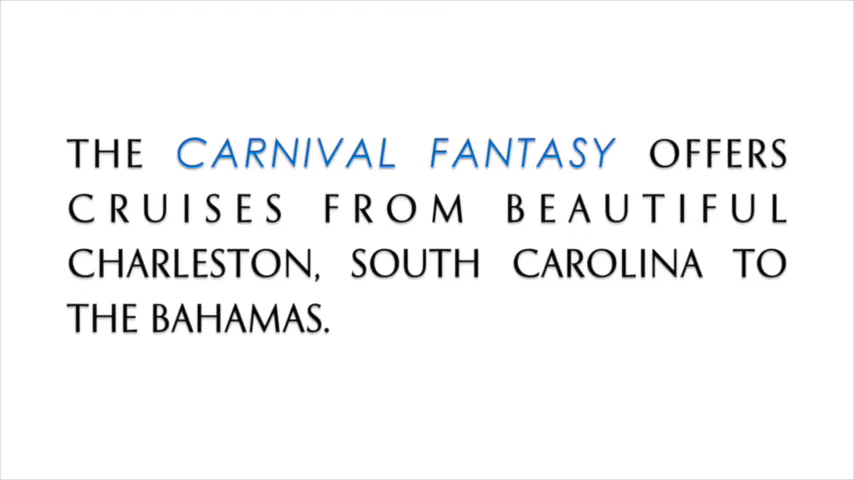 THE CARNIVAL FANTASY OFFERS
CRUISES FROM BEAUTIFUL
CHARLESTON, SOUTH CAROLINA TO
THE BAHAMAS.